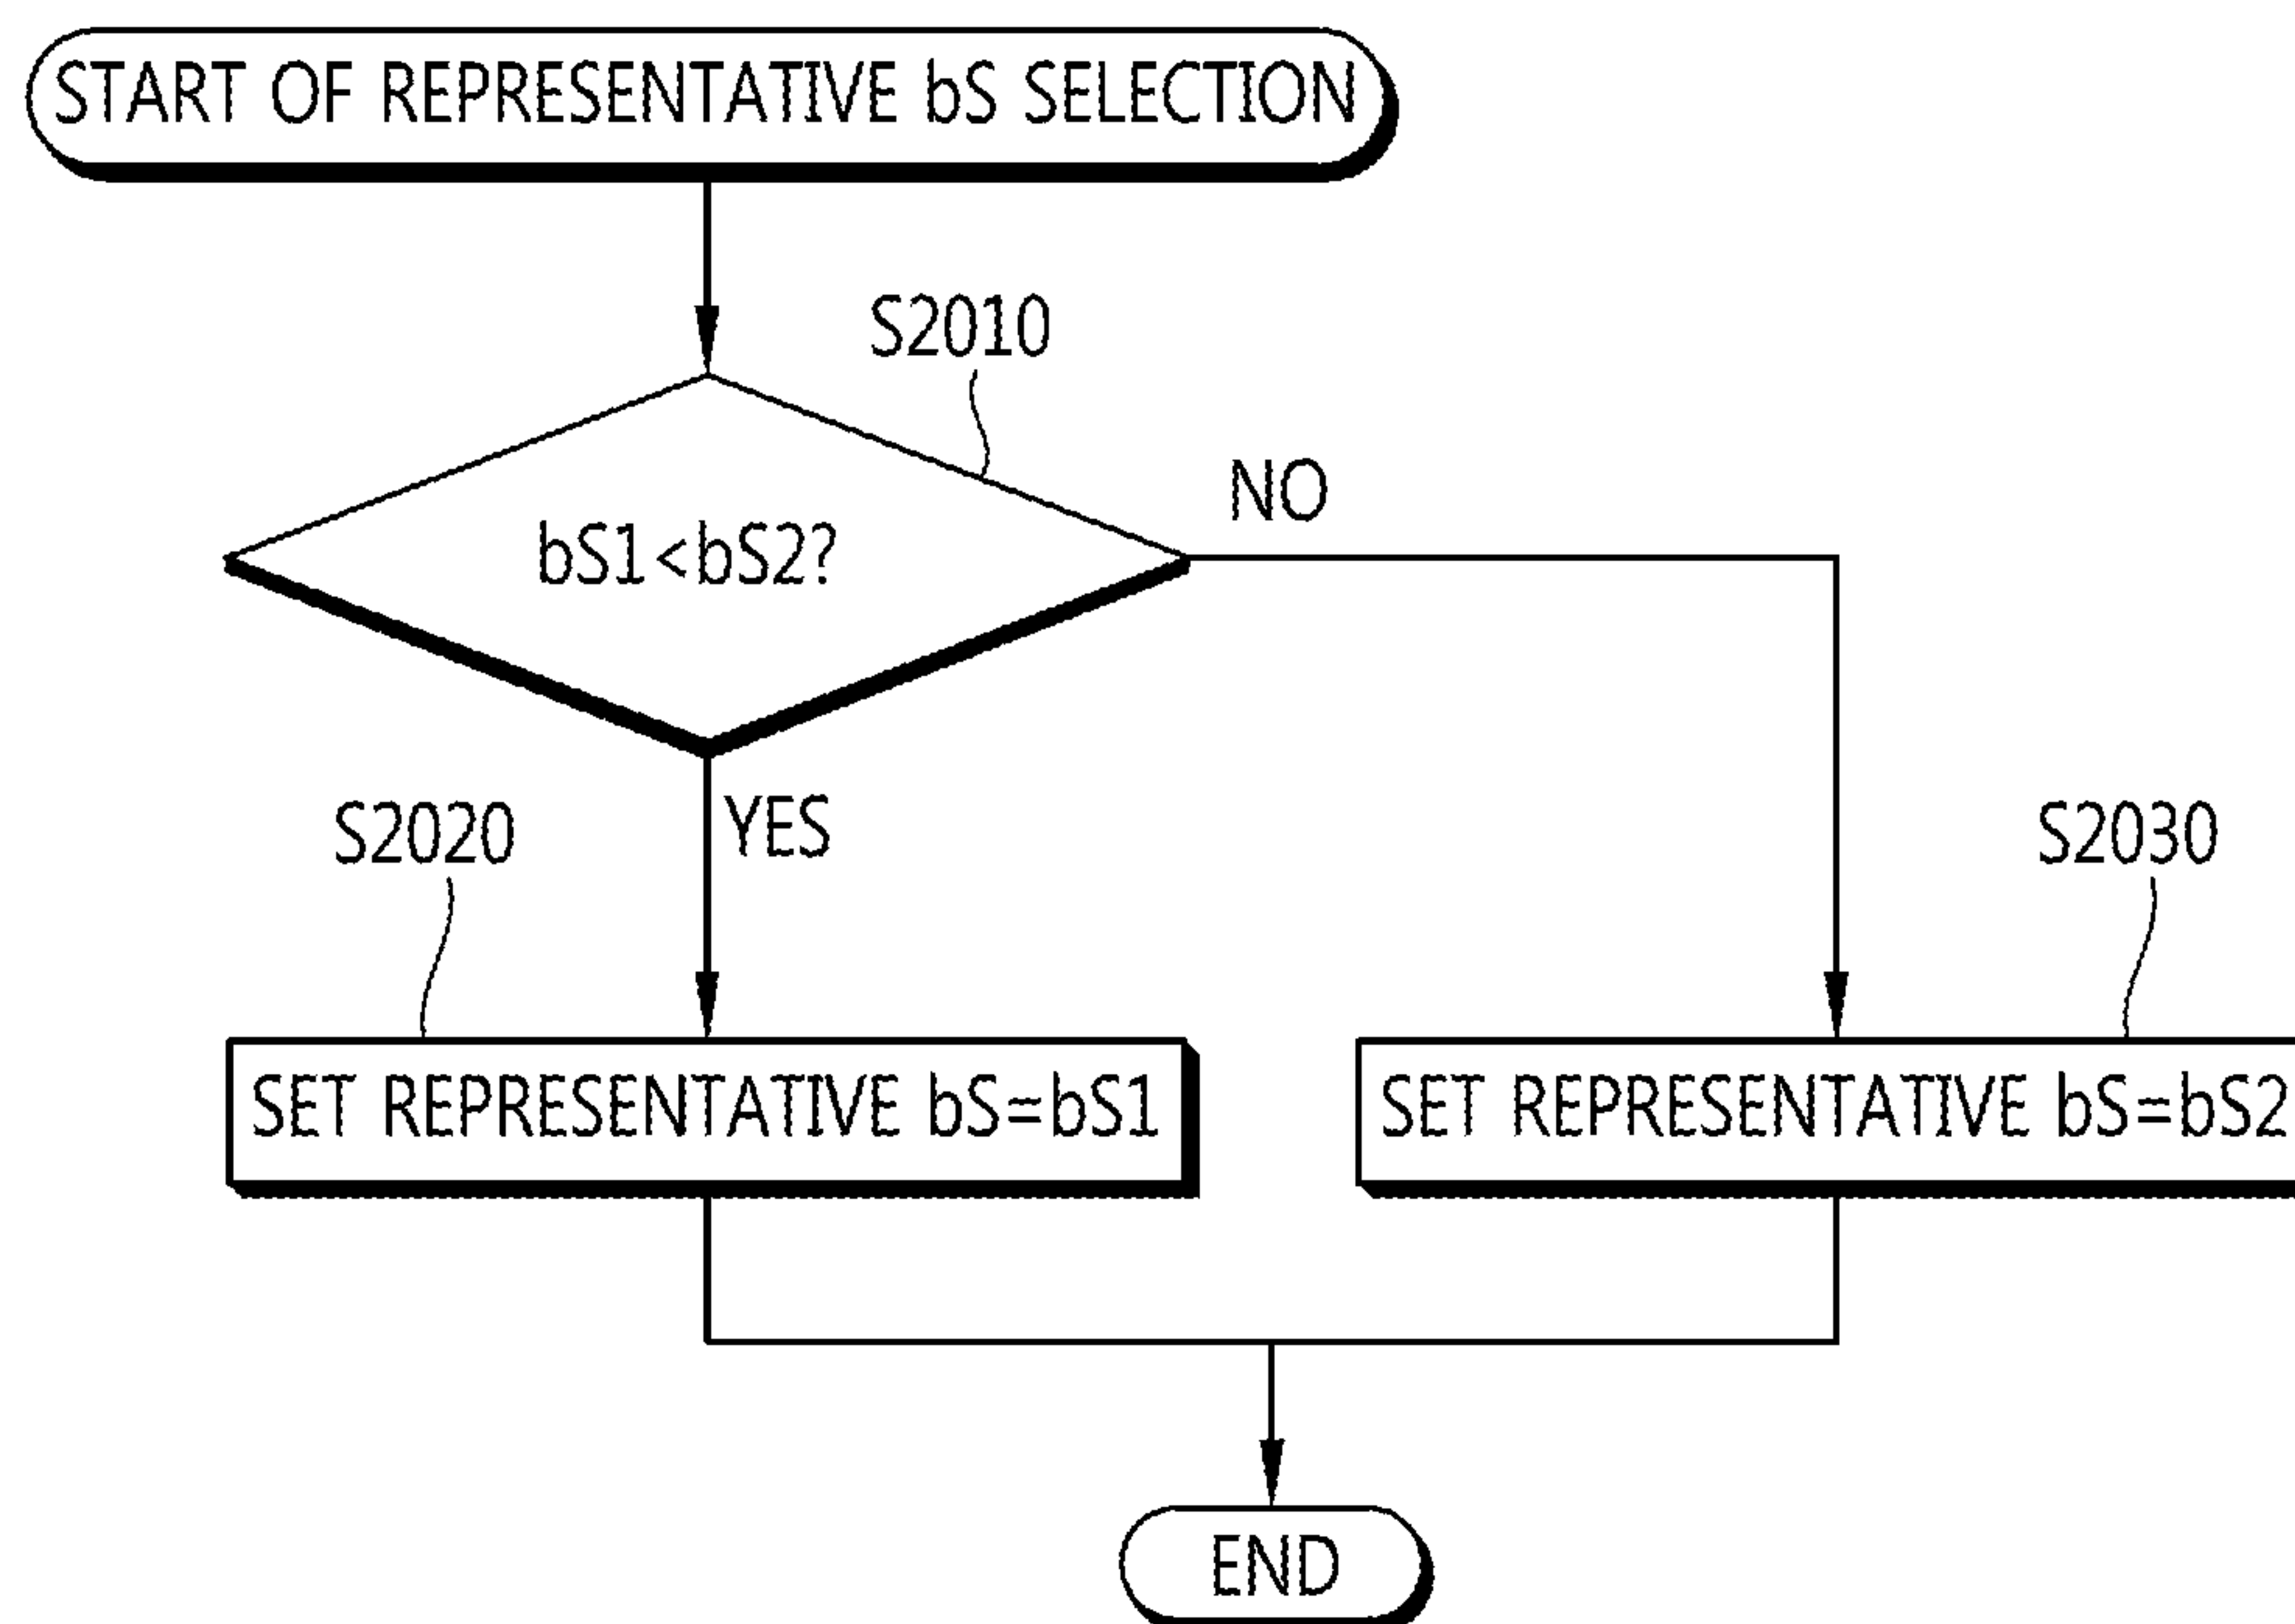 START OF REPRESENTATIVE bS SELECTION
S2010
bS1<bS2?
NO
YES
S2020
S2030
SET REPRESENTATIVE bS=bS1
SET REPRESENTATIVE bS=bS2
END